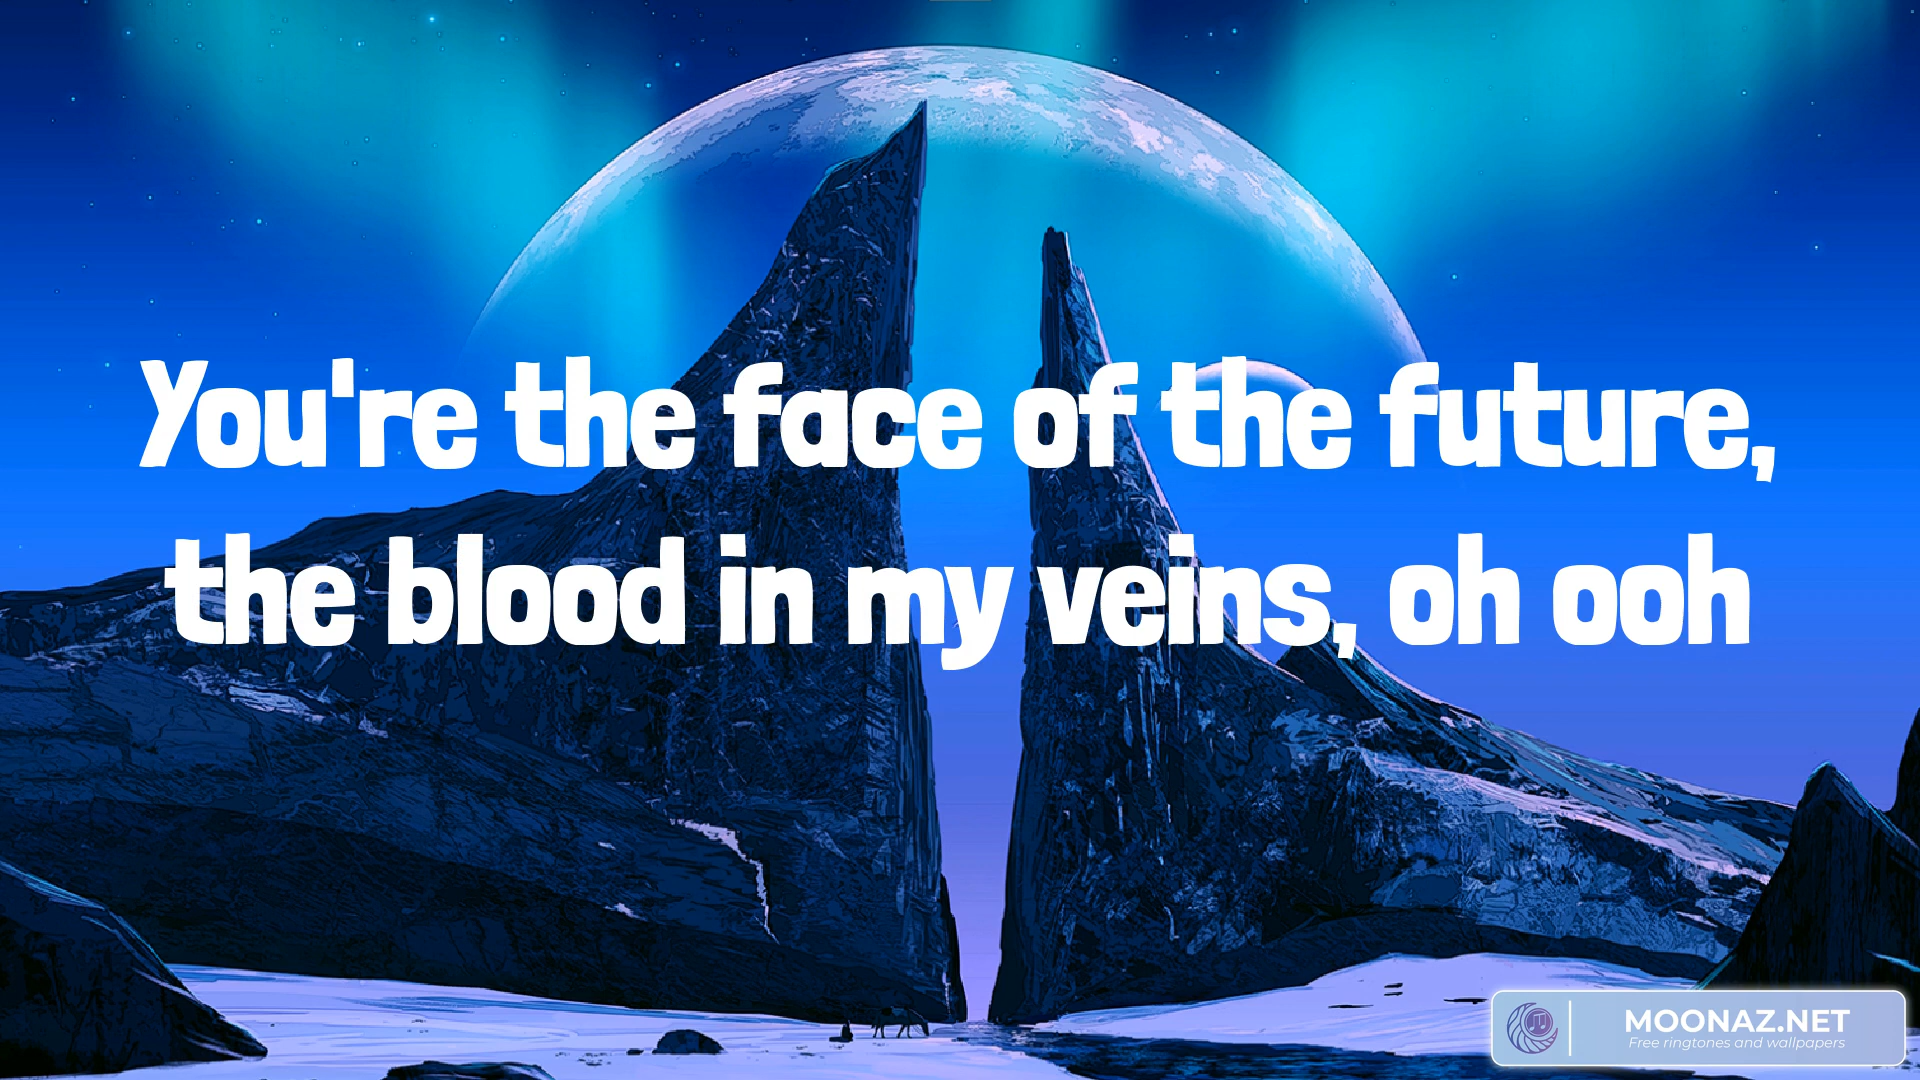 You're the face of the future,
the blood in my veins, oh ooh
MOONAZ.NET
Free ringtones and wallpapers